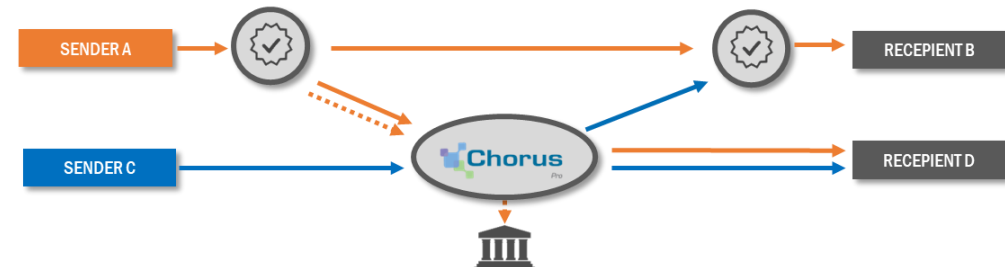 SENDER A
RECEPIENT B
Chorus
Pro
SENDER C
RECEPIENT D